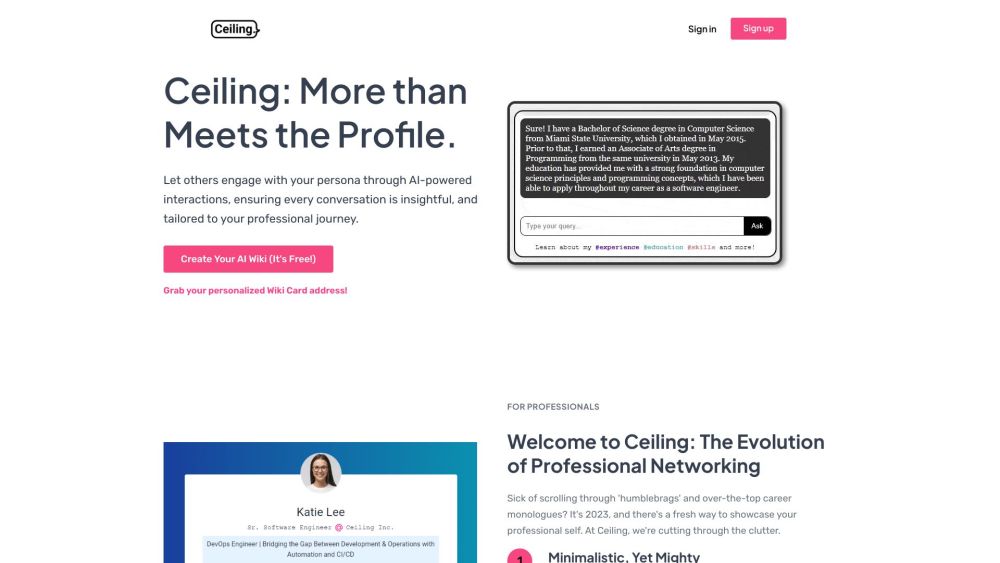 Ceiling.
Sign in
Sign up
Ceiling: More than
Meets the Profile.
Let others engage with your persona through AI-powered
interactions, ensuring every conversation is insightful, and
tailored to your professional journey.
Create Your AI Wiki (It's Free!)
Grab your personalized Wiki Card address!
Sure! I have a Bachelor of Science degree in Computer Science
from Miami State University, which I obtained in May 2015.
Prior to that, I earned an Associate of Arts degree in
Programming from the same university in May 2013. My
education has provided me with a strong foundation in computer
science principles and programming concepts, which I have been
able to apply throughout my career as a software engineer.
Type your query...
Ask
Learn about my #experience @education @skills and more!
Katie Lee
Sr. Software Engineer @ Ceiling Inc.
DevOps Engineer | Bridging the Gap Between Development & Operations with
Automation and CI/CD
FOR PROFESSIONALS
Welcome to Ceiling: The Evolution
of Professional Networking
Sick of scrolling through 'humblebrags' and over-the-top career
monologues? It's 2023, and there's a fresh way to showcase your
professional self. At Ceiling, we're cutting through the clutter.
1
Minimalistic. Yet Mighty